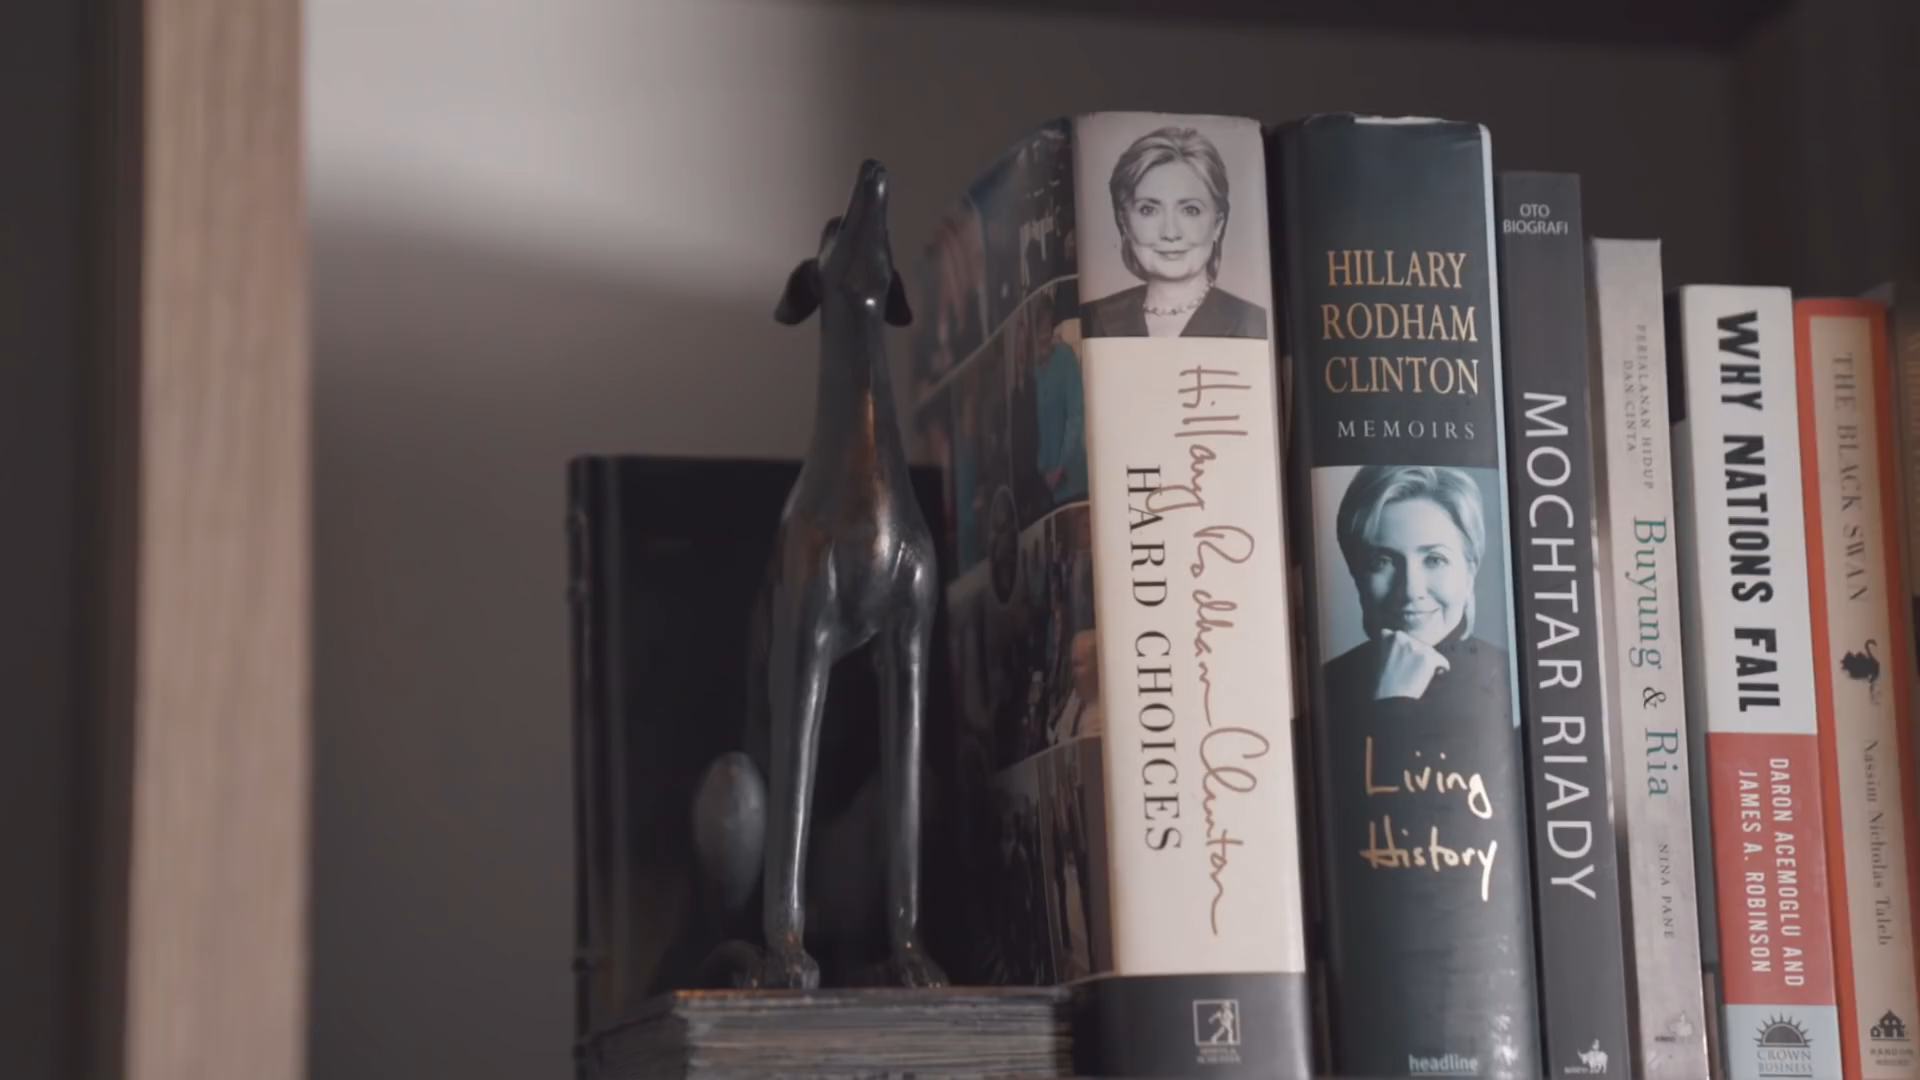 Hillary Rodham Clinton
HARD CHOICES
HILLARY
RODHAM
CLINTON
MEMOIRS
Living
History
headline
OTO
BIOGRAFI
MOCHTAR RIADY
PERJALANAN HIDUP
DAN CINTA
Buyung & Ria
NINA PANE
WHY NATIONS FAIL
DARON ACEMOGLU AND
JAMES A. ROBINSON
CROWN
BUSINESS
THE BLACK SWAN
Nassim Nicholas Taleb
RANDOM
HOUSE